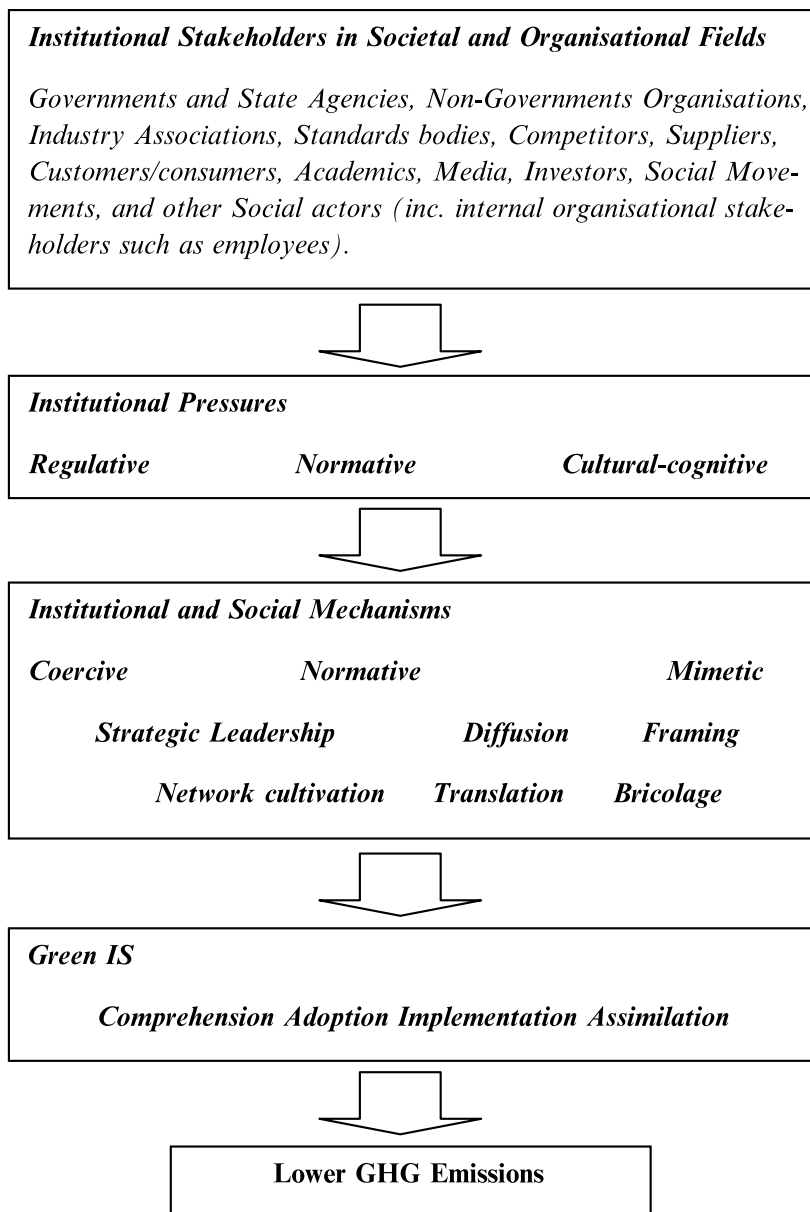 Institutional Stakeholders in Societal and Organisational Fields
Governments and State Agencies, Non-Governments Organisations,
Industry Associations, Standards bodies, Competitors, Suppliers,
Customers/consumers, Academics, Media, Investors, Social Move-
ments, and other Social actors (inc. internal organisational stake-
holders such as employees).
Institutional Pressures
Regulative Normative Cultural-cognitive
Institutional and Social Mechanisms
Coercive Normative Mimetic
Strategic Leadership Diffusion Framing
Network cultivation Translation Bricolage
Green IS
Comprehension Adoption Implementation Assimilation
Lower GHG Emissions